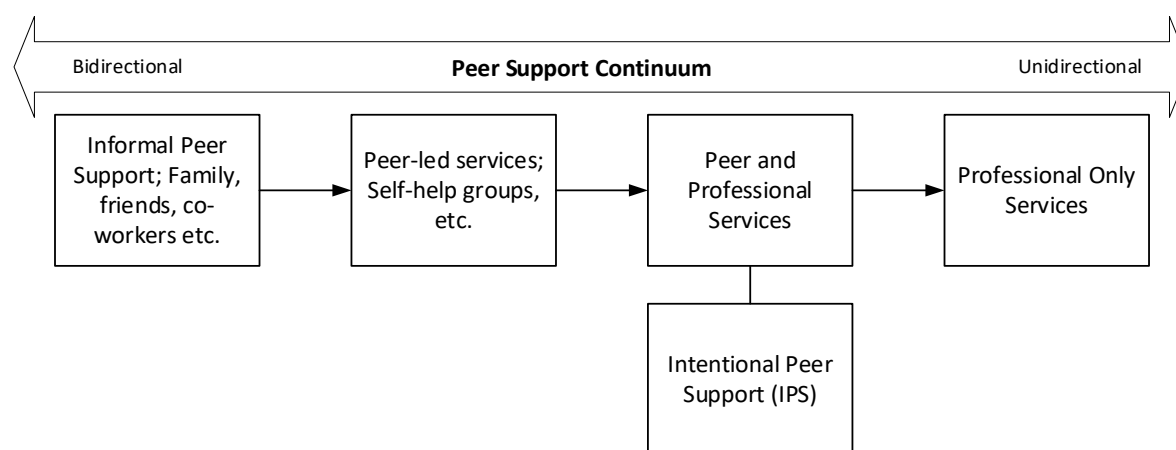 Bidirectional Peer Support Continuum Unidirectional
Informal Peer
Support; Family,
friends, co-
workers etc.
Peer-led services;
Self-help groups,
etc.
Peer and
Professional
Services
Professional Only
Services
Intentional Peer
Support (IPS)